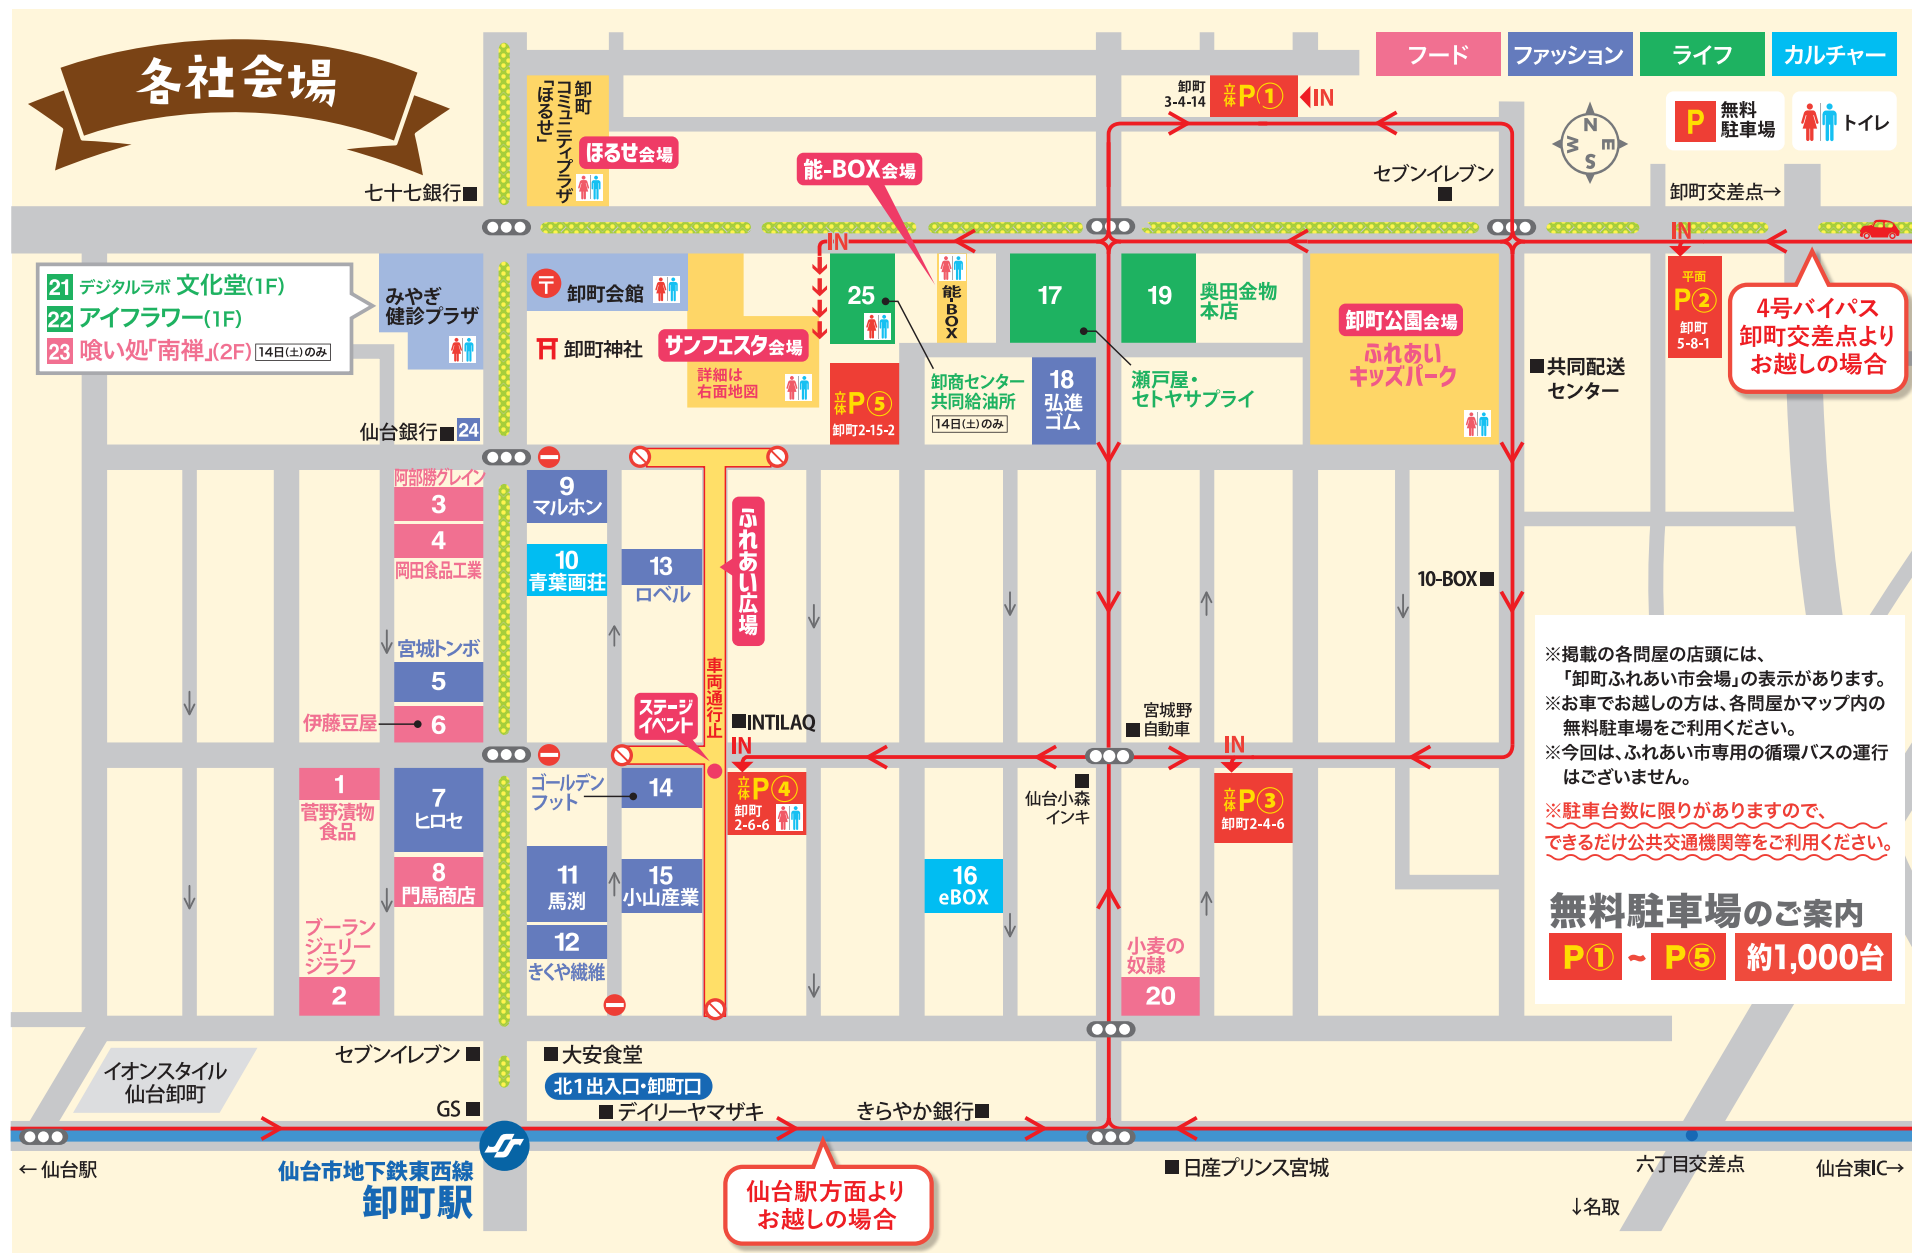 各社会場
フード
ファッション
ライフ
カルチャー
P
無料
駐車場
トイレ
N
E
S
W
卸町
コミュニティプラザ
「ほるせ」
ほるせ会場
能-BOX会場
卸町
3-4-14
立体P①
IN
セブンイレブン
卸町交差点→
七十七銀行
IN
IN
21 デジタルラボ 文化堂(1F)
22 アイフラワー(1F)
23 喰い処「南禅」(2F) 14日(土)のみ
みやぎ
健診プラザ
〒
卸町会館
卸町神社
サンフェスタ会場
詳細は
右面地図
25
能-BOX
17
19
奥田金物
本店
卸町公園会場
ふれあい
キッズパーク
平面
P②
卸町
5-8-1
4号バイパス
卸町交差点より
お越しの場合
共同配送
センター
立体P⑤
卸町2-15-2
卸商センター
共同給油所
14日(土)のみ
18
弘進
ゴム
瀬戸屋・
セトヤサプライ
仙台銀行
24
阿部勝グレイン
3
4
岡田食品工業
9
マルホン
10
青葉画荘
13
ロベル
ふれあい広場
10-BOX
宮城トンボ
5
伊藤豆屋
6
車両通行止
ステージ
イベント
INTILAQ
IN
宮城野
自動車
IN
※掲載の各問屋の店頭には、
「卸町ふれあい市会場」の表示があります。
※お車でお越しの方は、各問屋かマップ内の
無料駐車場をご利用ください。
※今回は、ふれあい市専用の循環バスの運行
はございません。
※駐車台数に限りがありますので、
できるだけ公共交通機関等をご利用ください。
1
菅野漬物
食品
7
ヒロセ
ゴールデン
フット
14
立体P④
卸町
2-6-6
仙台小森
インキ
立体P③
卸町2-4-6
8
門馬商店
11
馬渕
15
小山産業
16
eBOX
無料駐車場のご案内
P①~P⑤ 約1,000台
ブーラン
ジェリー
ジラフ
2
12
きくや繊維
小麦の
奴隷
20
セブンイレブン
大安食堂
イオンスタイル
仙台卸町
北1出入口・卸町口
GS
デイリーヤマザキ
きらやか銀行
←仙台駅
仙台市地下鉄東西線
卸町駅
仙台駅方面より
お越しの場合
日産プリンス宮城
六丁目交差点
仙台東IC→
↓名取